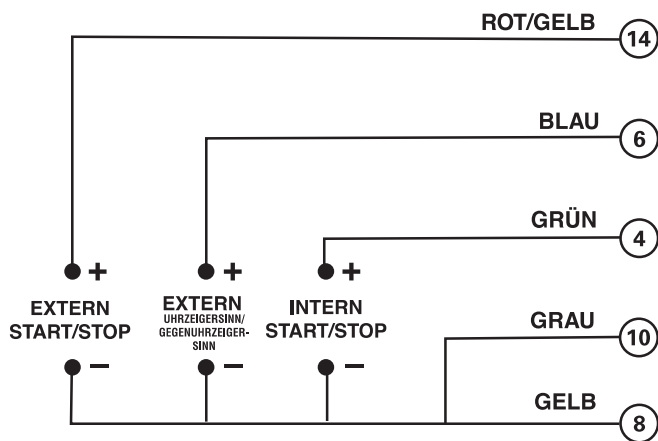 ROT/GELB
14
BLAU
6
GRÜN
4
+
+
+
EXTERN
START/STOP
EXTERN
UHRZEIGERSINN/
GEGENUHRZEIGER-
SINN
INTERN
START/STOP
GRAU
10
−
−
−
GELB
8